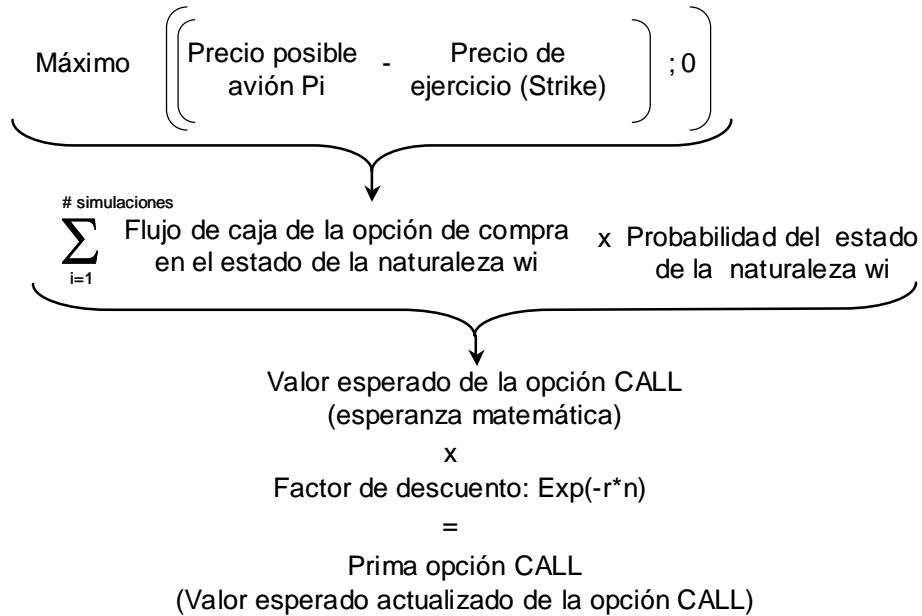 Máximo ((Precio posible - Precio de ) ; 0)
avión Pi ejercicio (Strike)
# simulaciones
∑ Flujo de caja de la opción de compra x Probabilidad del estado
i=1 en el estado de la naturaleza wi de la naturaleza wi
Valor esperado de la opción CALL
(esperanza matemática)
x
Factor de descuento: Exp(-r*n)
=
Prima opción CALL
(Valor esperado actualizado de la opción CALL)